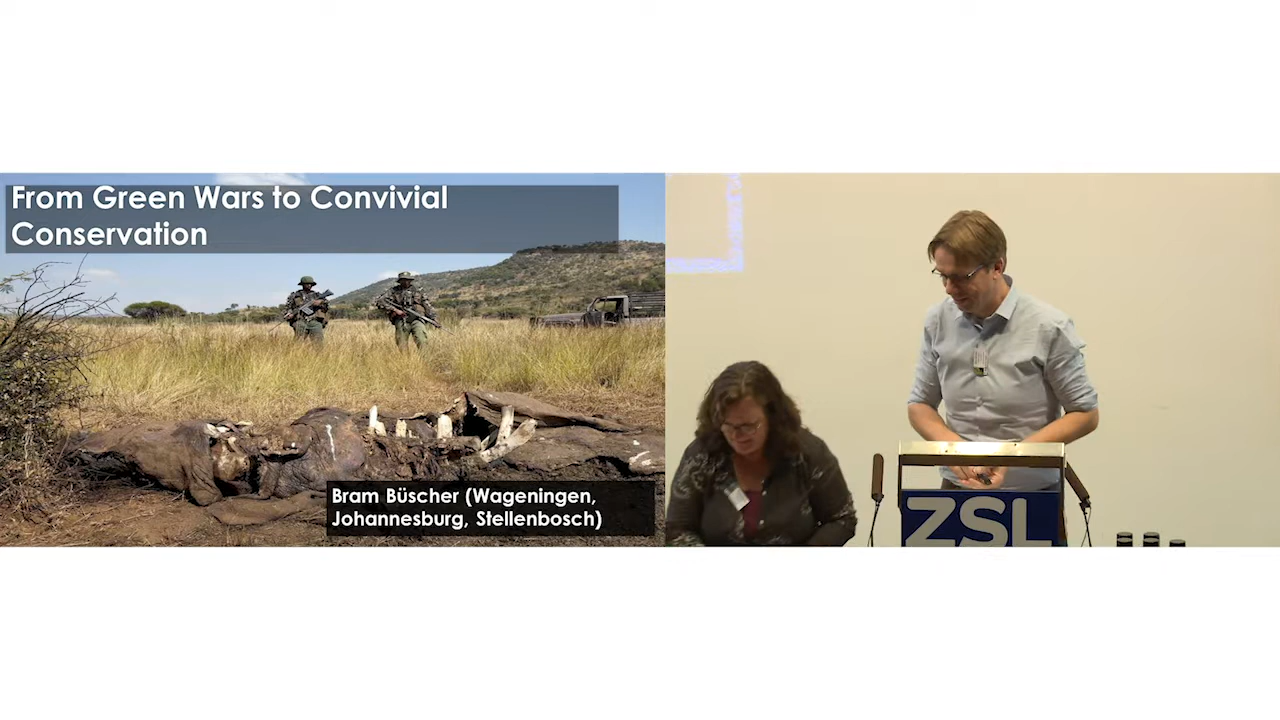 From Green Wars to Convivial
Conservation
Bram Büscher (Wageningen,
Johannesburg, Stellenbosch)
ZSL